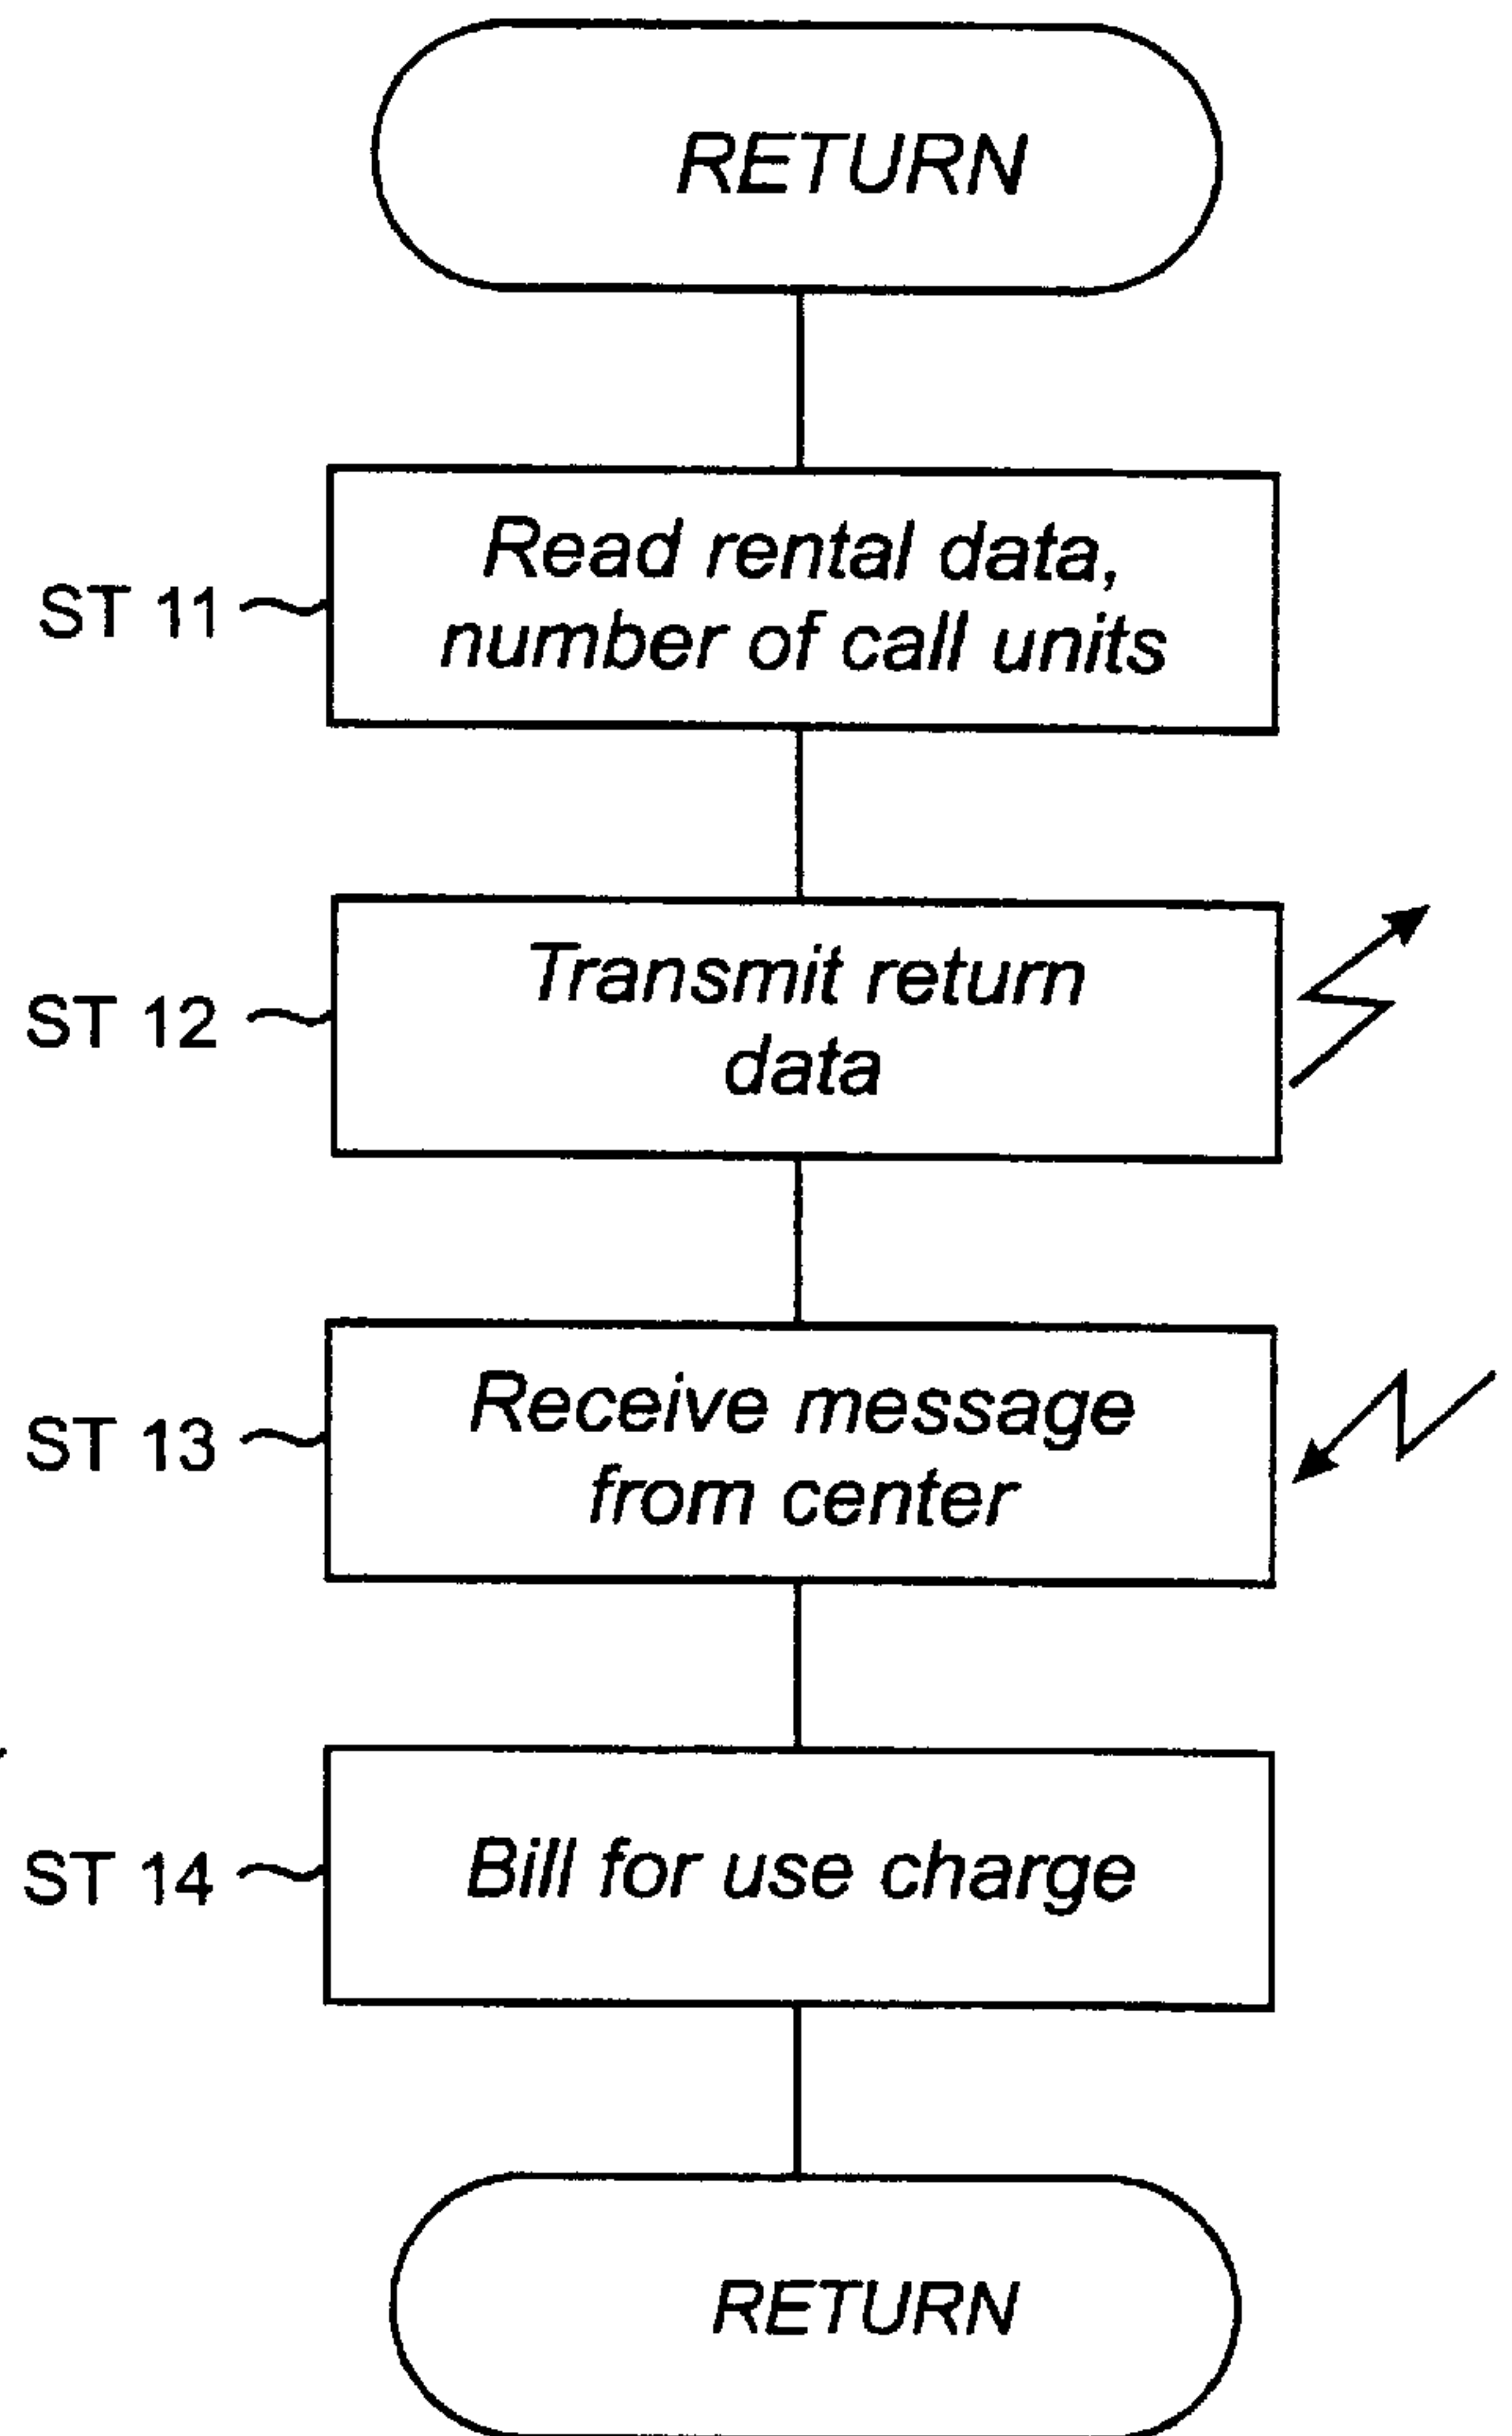 RETURN
Read rental data,
number of call units
ST 11
Transmit return
data
ST 12
Receive message
from center
ST 13
Bill for use charge
ST 14
RETURN